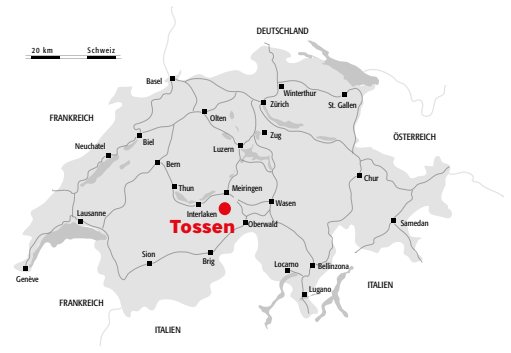 DEUTSCHLAND
20 km Schweiz
Basel
Winterthur
Zürich
St. Gallen
FRANKREICH
Olten
Zug
ÖSTERREICH
Neuchatel
Biel
Luzern
Bern
Chur
Thun
Meiringen
Wasen
Interlaken
Lausanne
Tossen
Oberwald
Samedan
Sion
Brig
Locarno
Bellinzona
Genève
Lugano
ITALIEN
FRANKREICH
ITALIEN